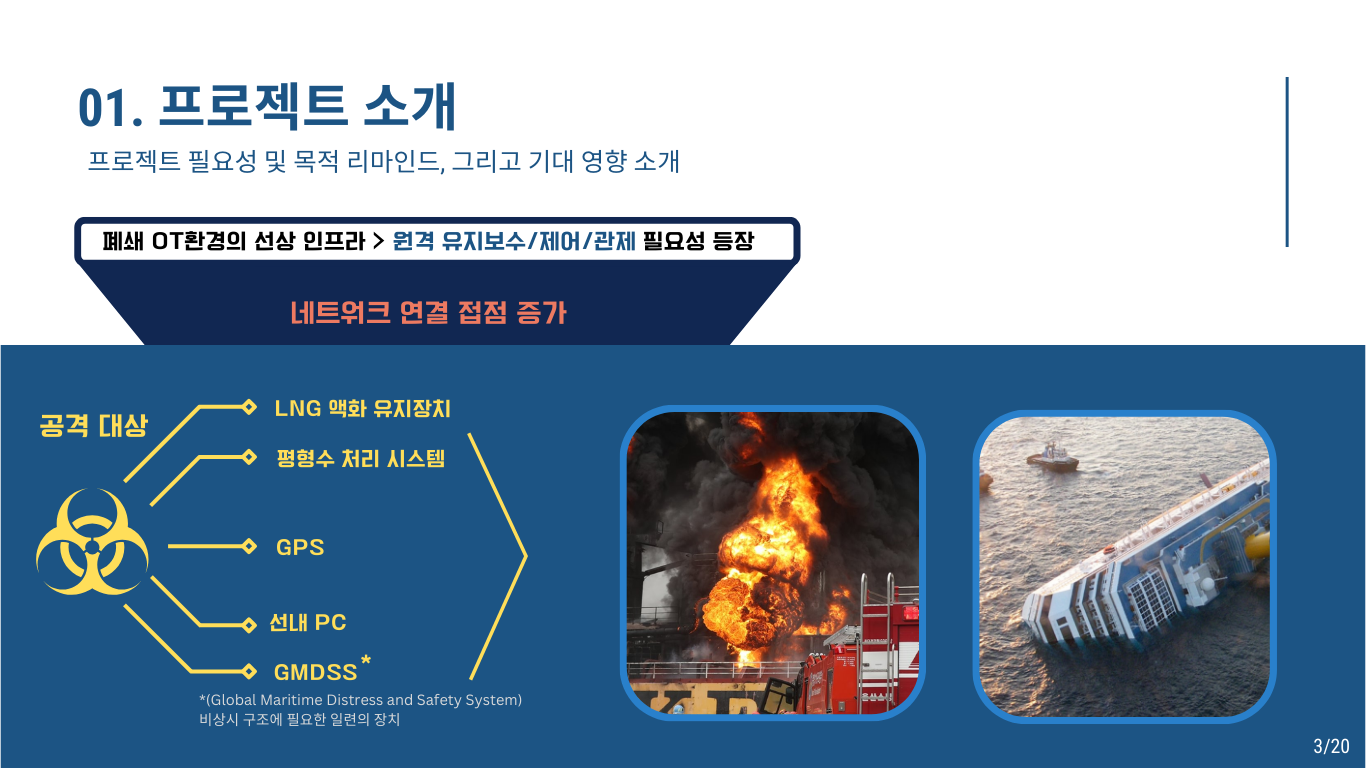 01. 프로젝트 소개
프로젝트 필요성 및 목적 리마인드, 그리고 기대 영향 소개
폐쇄 OT환경의 선상 인프라 > 원격 유지보수/제어/관제 필요성 등장
네트워크 연결 접점 증가
공격 대상
LNG 액화 유지장치
평형수 처리 시스템
GPS
선내 PC
GMDSS*
*(Global Maritime Distress and Safety System)
비상시 구조에 필요한 일련의 장치
3/20